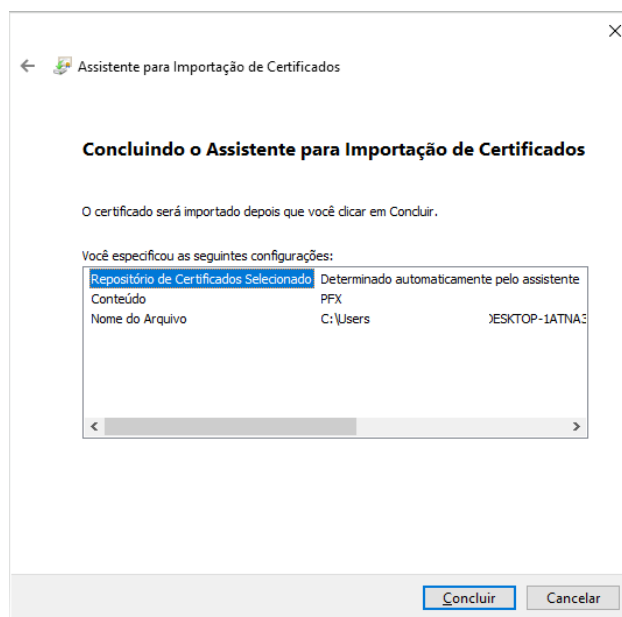 Assistente para Importação de Certificados
Concluindo o Assistente para Importação de Certificados
O certificado será importado depois que você clicar em Concluir.
Você especificou as seguintes configurações:
Repositório de Certificados Selecionado Determinado automaticamente pelo assistente
Conteúdo PFX
Nome do Arquivo C:\Users DESKTOP-1ATNA3
Concluir Cancelar